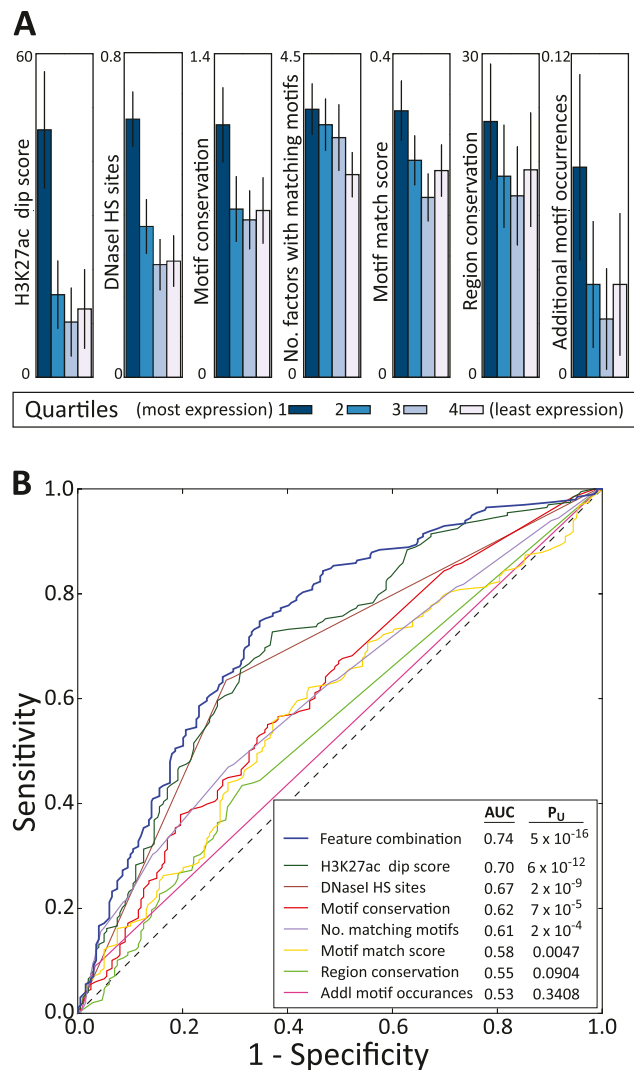 A
60
0.8
1.4
4.5
0.4
30
0.12
H3K27ac dip score
DNaseI HS sites
Motif conservation
No. factors with matching motifs
Motif match score
Region conservation
Additional motif occurrences
0
0
0
0
0
0
0
Quartiles (most expression) 1 2 3 4 (least expression)
B
1.0
0.8
0.6
0.4
0.2
0.0
Sensitivity
AUC PU
Feature combination 0.74 5 x 10-16
H3K27ac dip score 0.70 6 x 10-12
DNaseI HS sites 0.67 2 x 10-9
Motif conservation 0.62 7 x 10-5
No. matching motifs 0.61 2 x 10-4
Motif match score 0.58 0.0047
Region conservation 0.55 0.0904
Addl motif occurances 0.53 0.3408
0.0 0.2 0.4 0.6 0.8 1.0
1 - Specificity